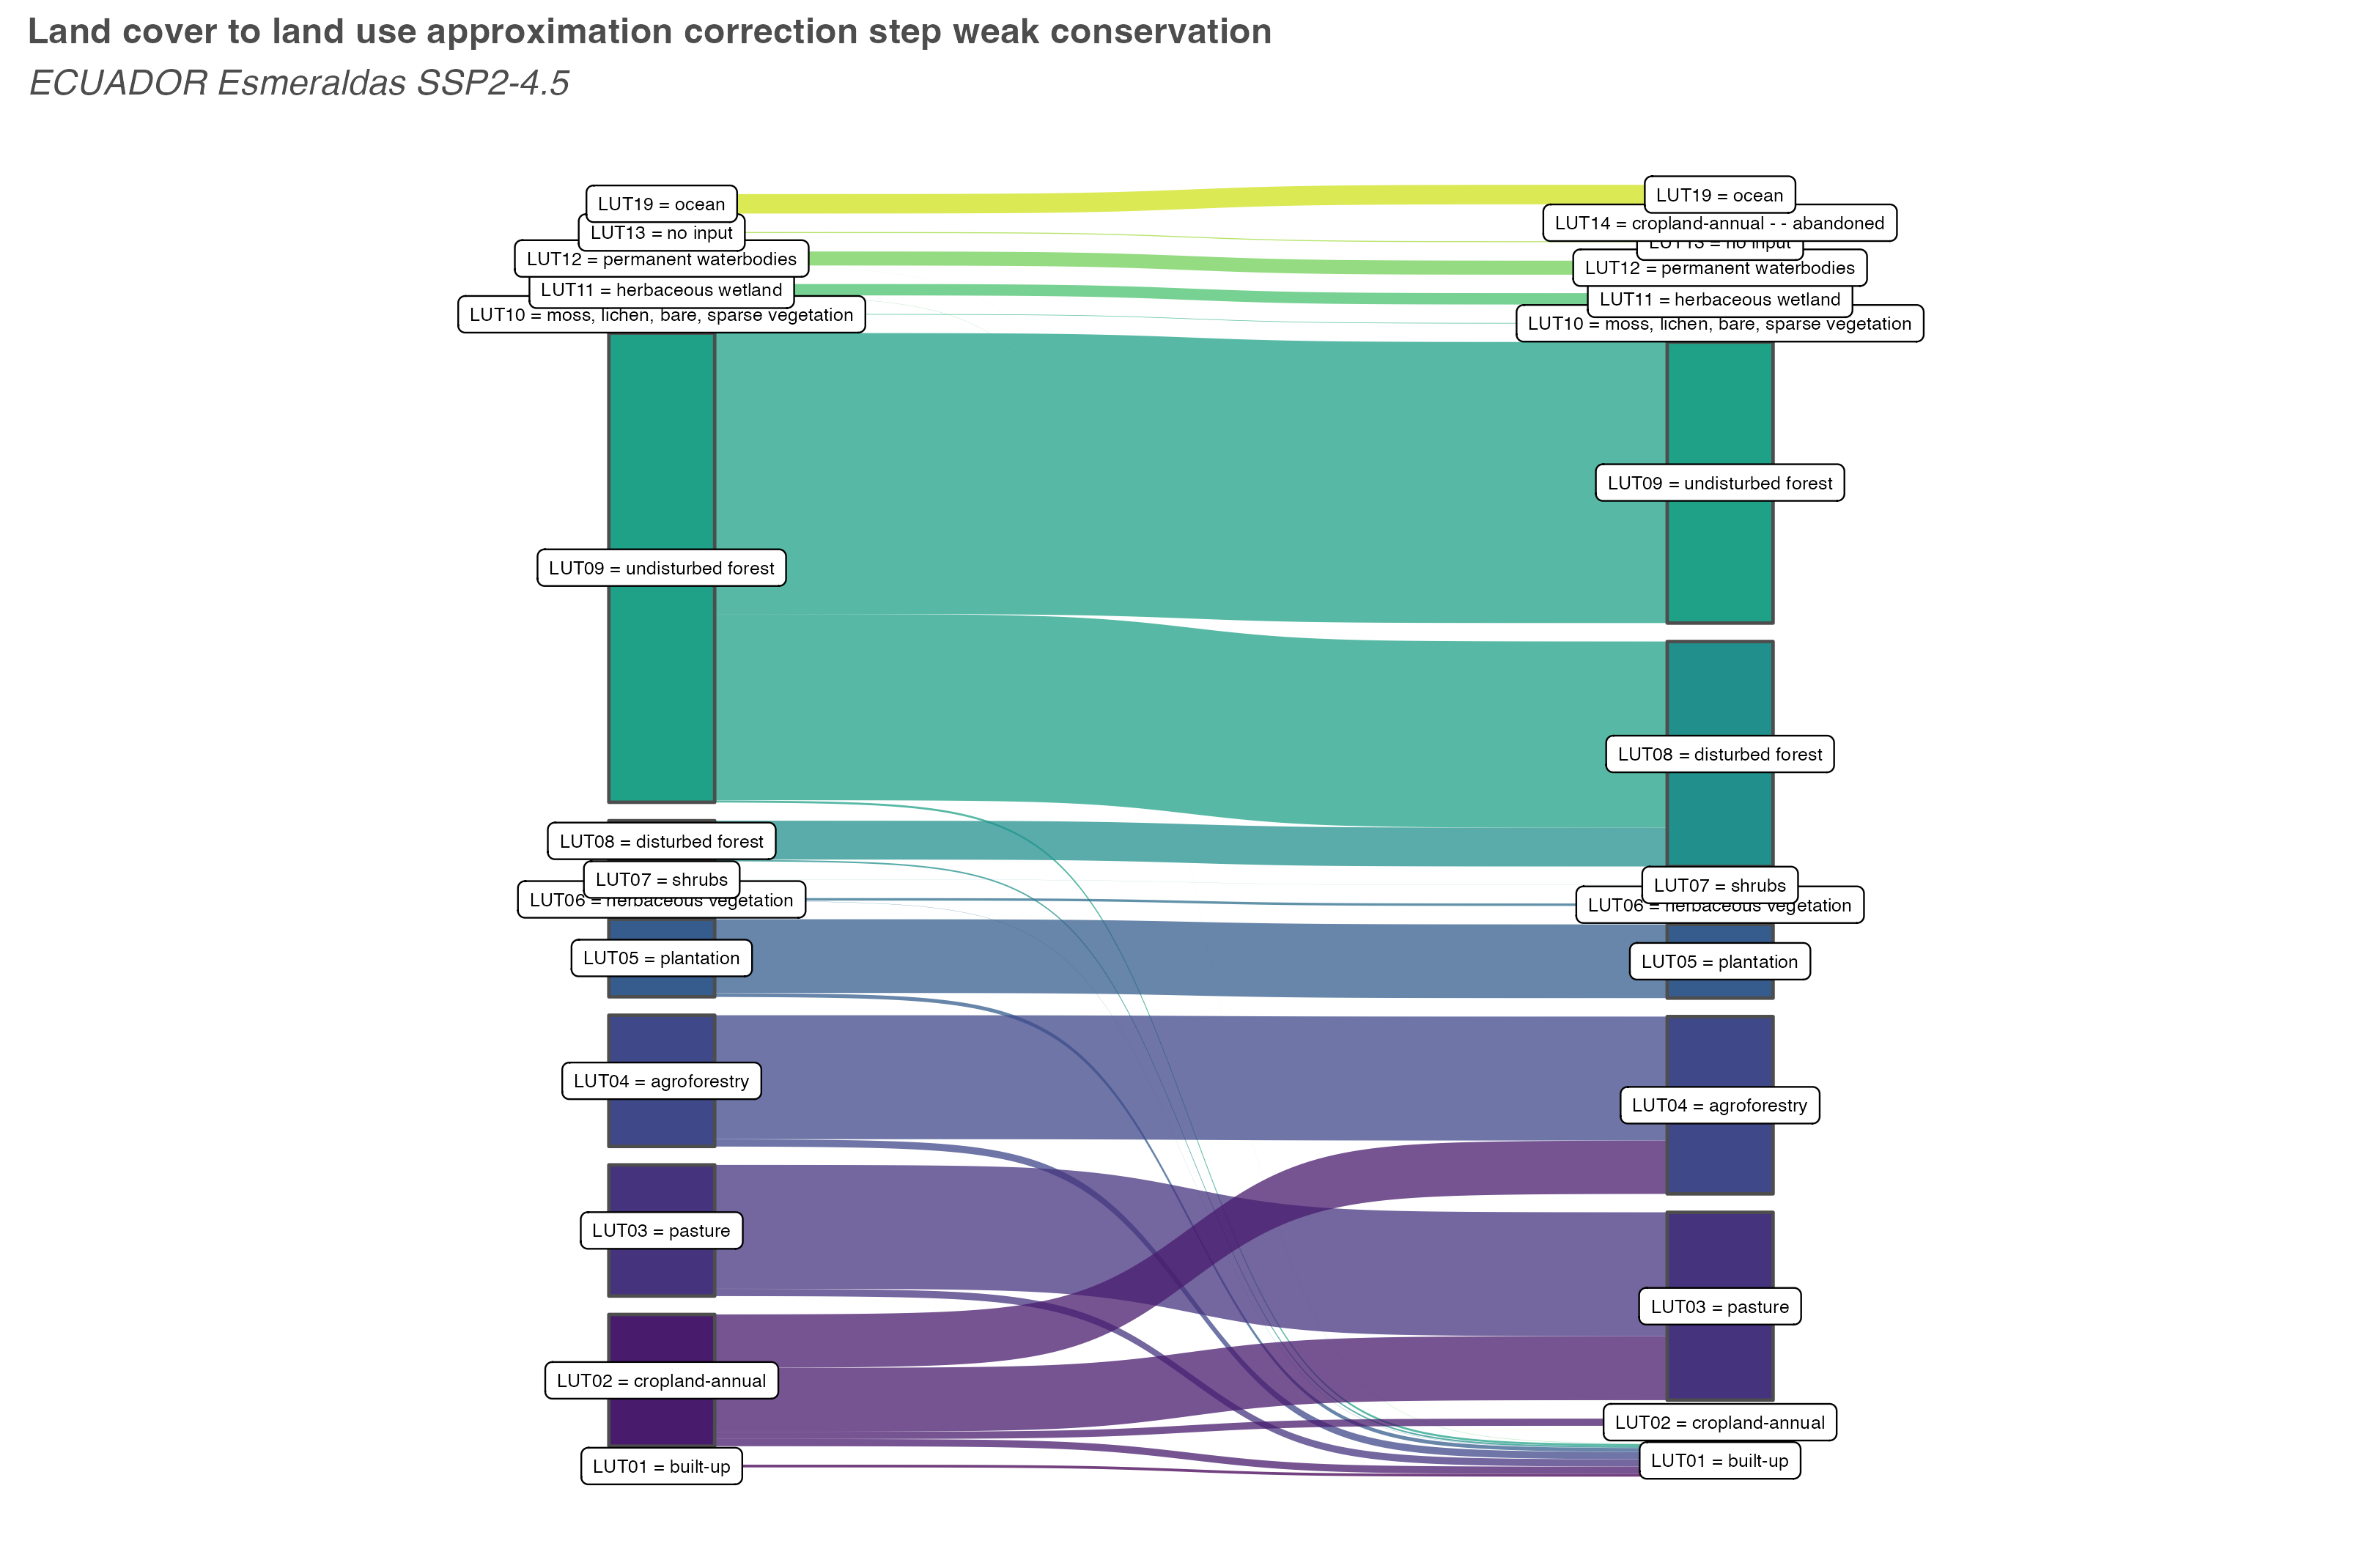 Land cover to land use approximation correction step weak conservation
ECUADOR Esmeraldas SSP2-4.5
LUT19 = ocean
LUT13 = no input
LUT12 = permanent waterbodies
LUT11 = herbaceous wetland
LUT10 = moss, lichen, bare, sparse vegetation
LUT09 = undisturbed forest
LUT08 = disturbed forest
LUT07 = shrubs
LUT06 = herbaceous vegetation
LUT05 = plantation
LUT04 = agroforestry
LUT03 = pasture
LUT02 = cropland-annual
LUT01 = built-up
LUT19 = ocean
LUT14 = cropland-annual - - abandoned
LUT13 = no input
LUT12 = permanent waterbodies
LUT11 = herbaceous wetland
LUT10 = moss, lichen, bare, sparse vegetation
LUT09 = undisturbed forest
LUT08 = disturbed forest
LUT07 = shrubs
LUT06 = herbaceous vegetation
LUT05 = plantation
LUT04 = agroforestry
LUT03 = pasture
LUT02 = cropland-annual
LUT01 = built-up